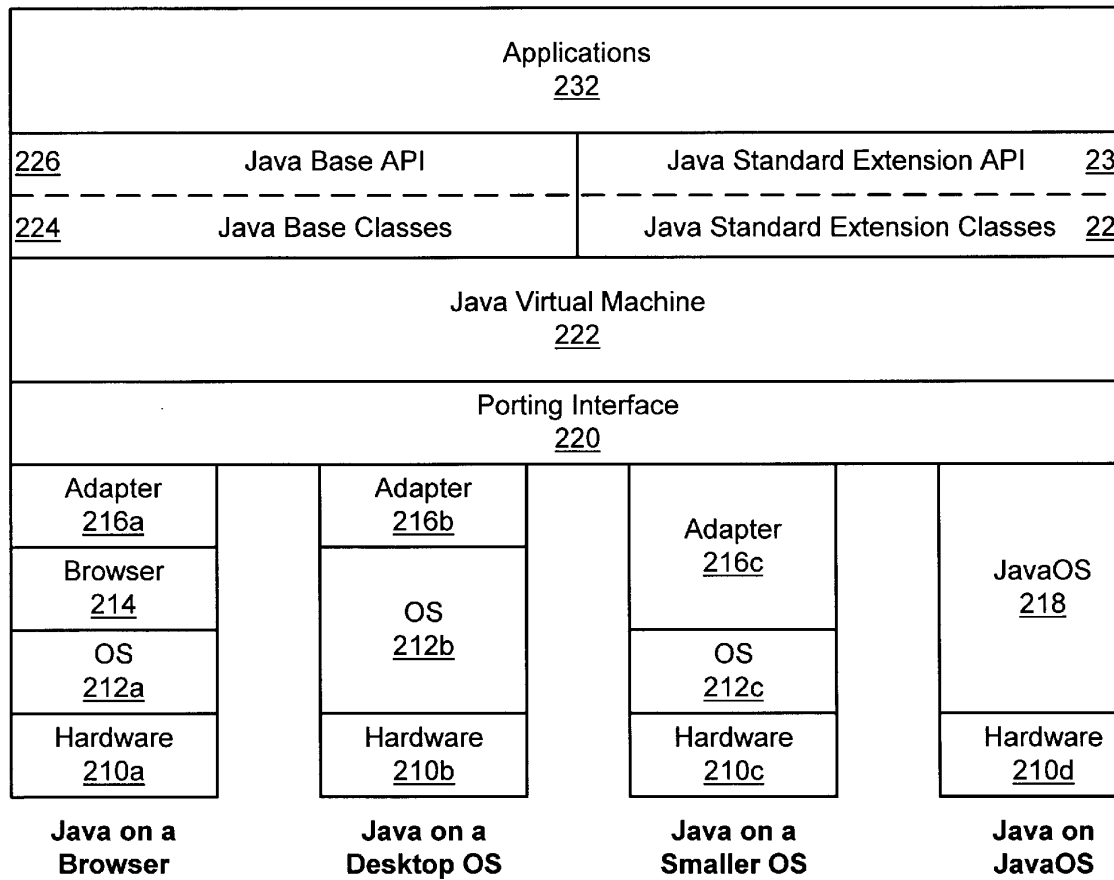 Applications
232
226 Java Base API Java Standard Extension API 23
224 Java Base Classes Java Standard Extension Classes 22
Java Virtual Machine
222
Porting Interface
220
Adapter
216a
Browser
214
OS
212a
Hardware
210a
Java on a
Browser
Adapter
216b
OS
212b
Hardware
210b
Java on a
Desktop OS
Adapter
216c
OS
212c
Hardware
210c
Java on a
Smaller OS
JavaOS
218
Hardware
210d
Java on
JavaOS